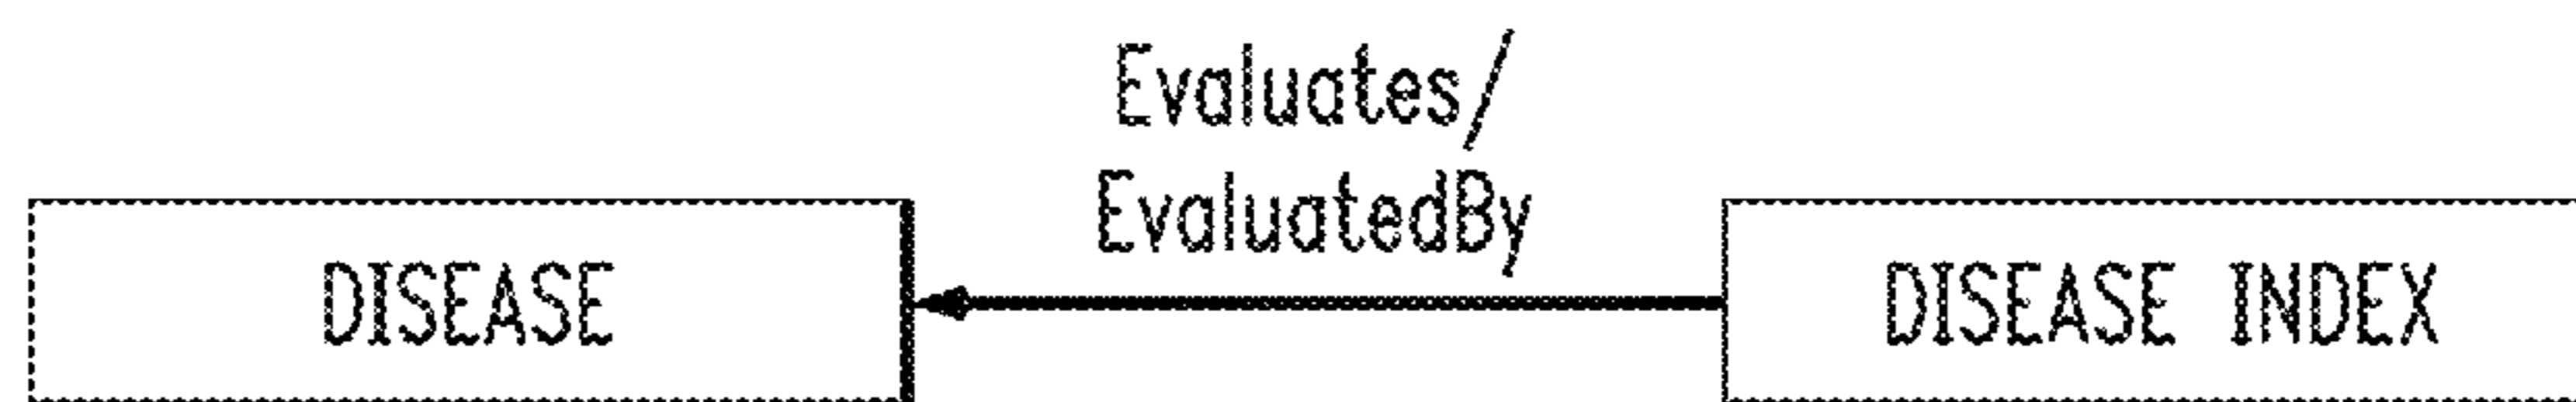 Evaluates/
EvaluatedBy
DISEASE
DISEASE INDEX